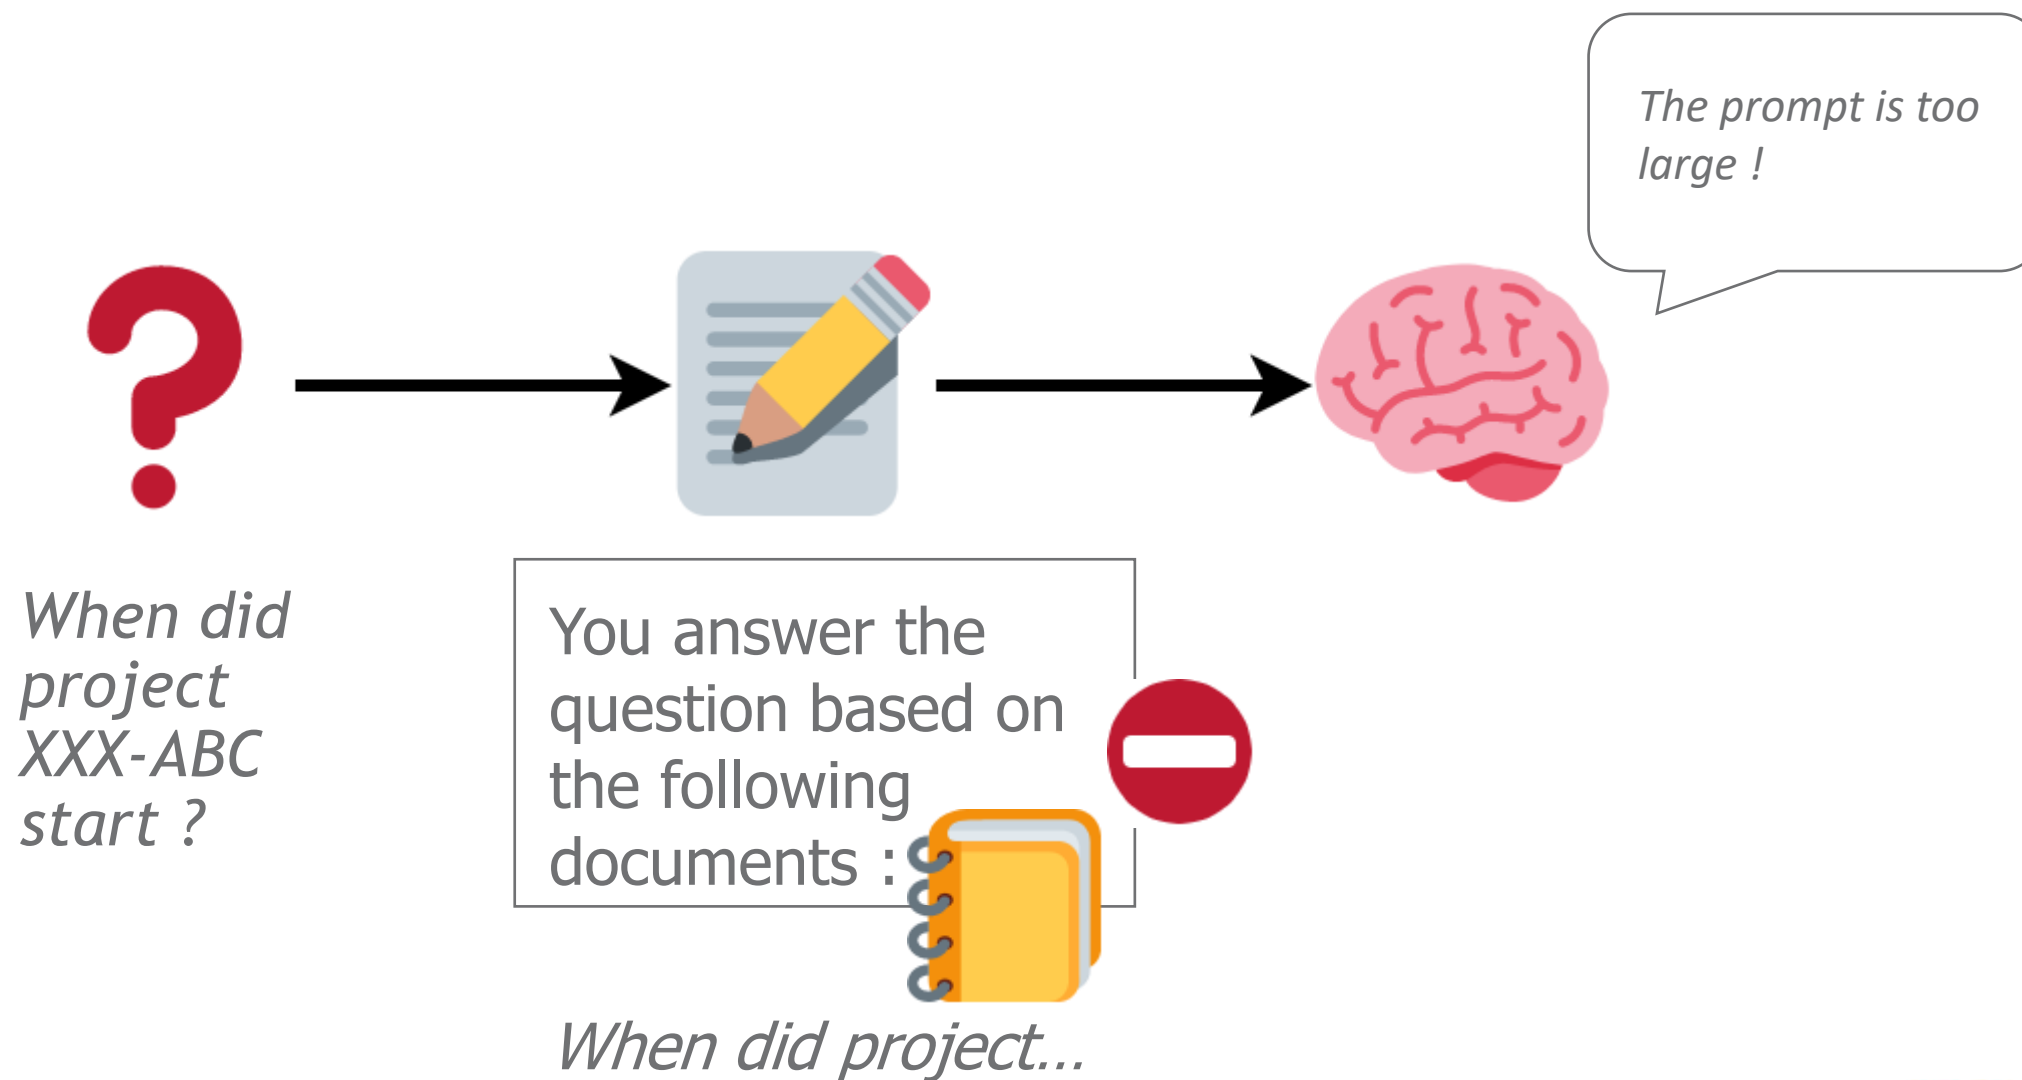 The prompt is too
large !
When did
project
XXX-ABC
start ?
You answer the
question based on
the following
documents :
When did project...